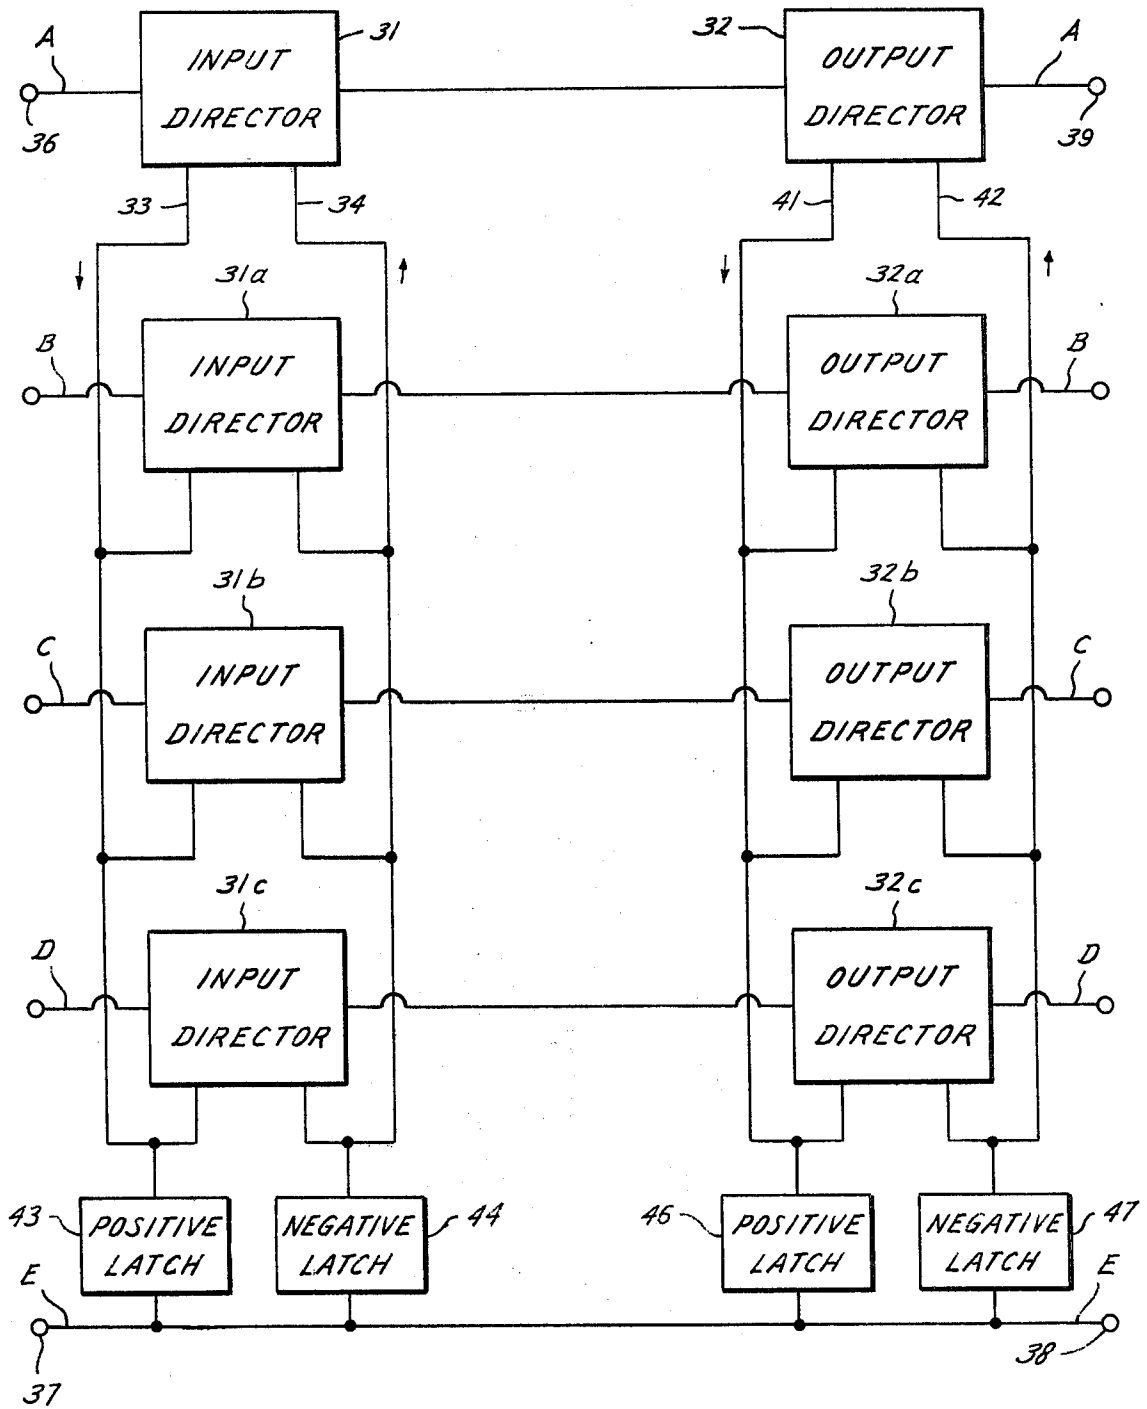 A 31 32 A
INPUT DIRECTOR
OUTPUT DIRECTOR
36 39
33 34 41 42
31a 32a
B B
INPUT DIRECTOR
OUTPUT DIRECTOR
31b 32b
C C
INPUT DIRECTOR
OUTPUT DIRECTOR
31c 32c
D D
INPUT DIRECTOR
OUTPUT DIRECTOR
43 POSITIVE LATCH
NEGATIVE LATCH 44
46 POSITIVE LATCH
NEGATIVE LATCH 47
E E
37 38